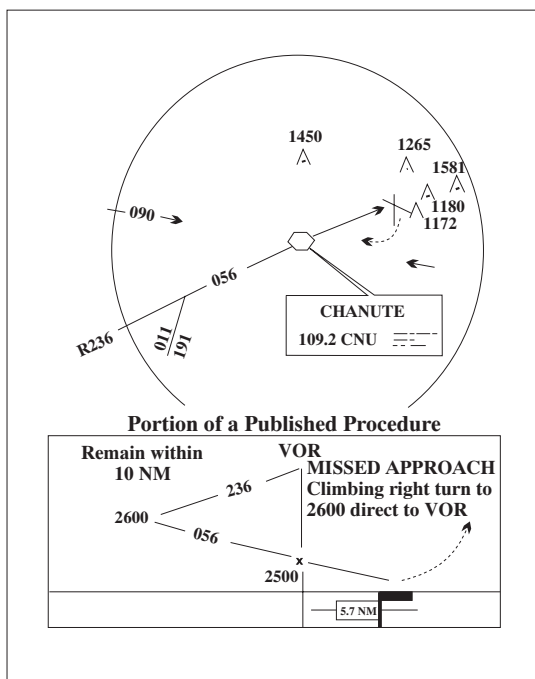 1450
1265
1581
1180
1172
090
056
R236
011
191
CHANUTE
109.2 CNU
Portion of a Published Procedure
Remain within
10 NM
VOR
MISSED APPROACH
Climbing right turn to
2600 direct to VOR
236
2600
056
x
2500
5.7 NM